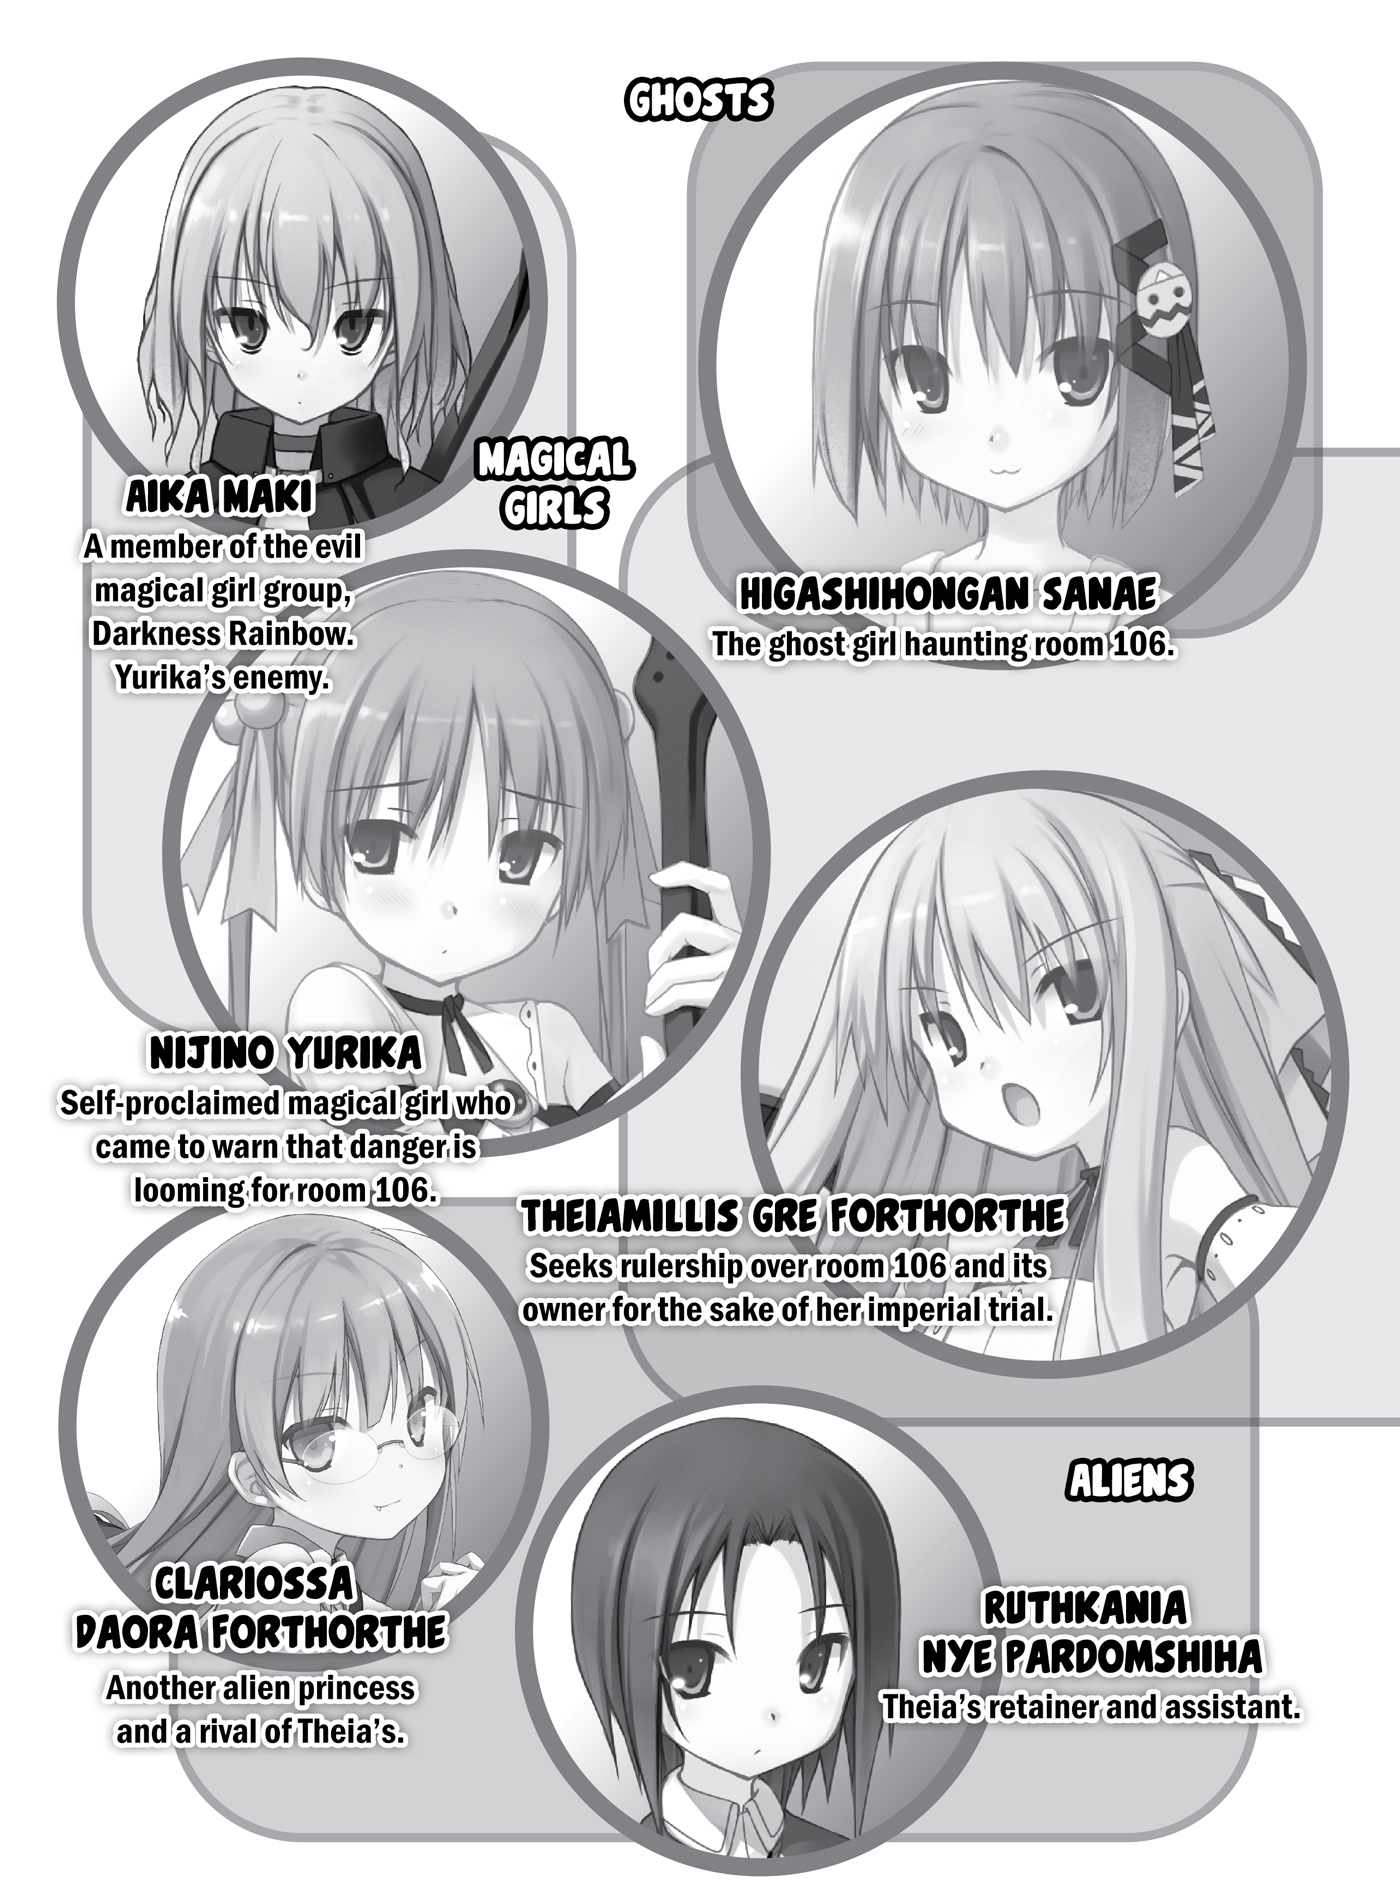 GHOSTS
MAGICAL
GIRLS
AIKA MAKI
A member of the evil
magical girl group,
Darkness Rainbow.
Yurika's enemy.
HIGASHIHONGAN SANAE
The ghost girl haunting room 106.
NIJINO YURIKA
Self-proclaimed magical girl who
came to warn that danger is
looming for room 106.
THEIAMILLIS GRE FORTHORTHE
Seeks rulership over room 106 and its
owner for the sake of her imperial trial.
ALIENS
CLARIOSSA
DAORA FORTHORTHE
Another alien princess
and a rival of Theia's.
RUTHKANIA
NYE PARDOMSHIHA
Theia's retainer and assistant.